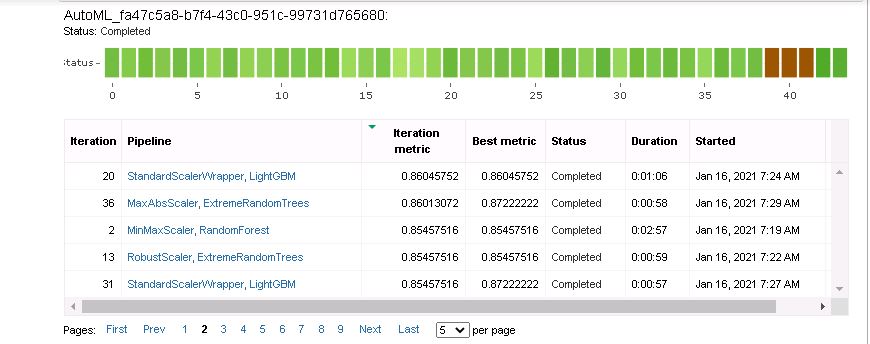 AutoML_fa47c5a8-b7f4-43c0-951c-99731d765680:
Status: Completed
Status
0 5 10 15 20 25 30 35 40
Iteration Pipeline Iteration metric Best metric Status Duration Started
20 StandardScalerWrapper, LightGBM 0.86045752 0.86045752 Completed 0:01:06 Jan 16, 2021 7:24 AM
36 MaxAbsScaler, ExtremeRandomTrees 0.86013072 0.87222222 Completed 0:00:58 Jan 16, 2021 7:29 AM
2 MinMaxScaler, RandomForest 0.85457516 0.85457516 Completed 0:02:57 Jan 16, 2021 7:19 AM
13 RobustScaler, ExtremeRandomTrees 0.85457516 0.85457516 Completed 0:00:59 Jan 16, 2021 7:22 AM
31 StandardScalerWrapper, LightGBM 0.85457516 0.87222222 Completed 0:00:57 Jan 16, 2021 7:27 AM
Pages: First Prev 1 2 3 4 5 6 7 8 9 Next Last 5 per page